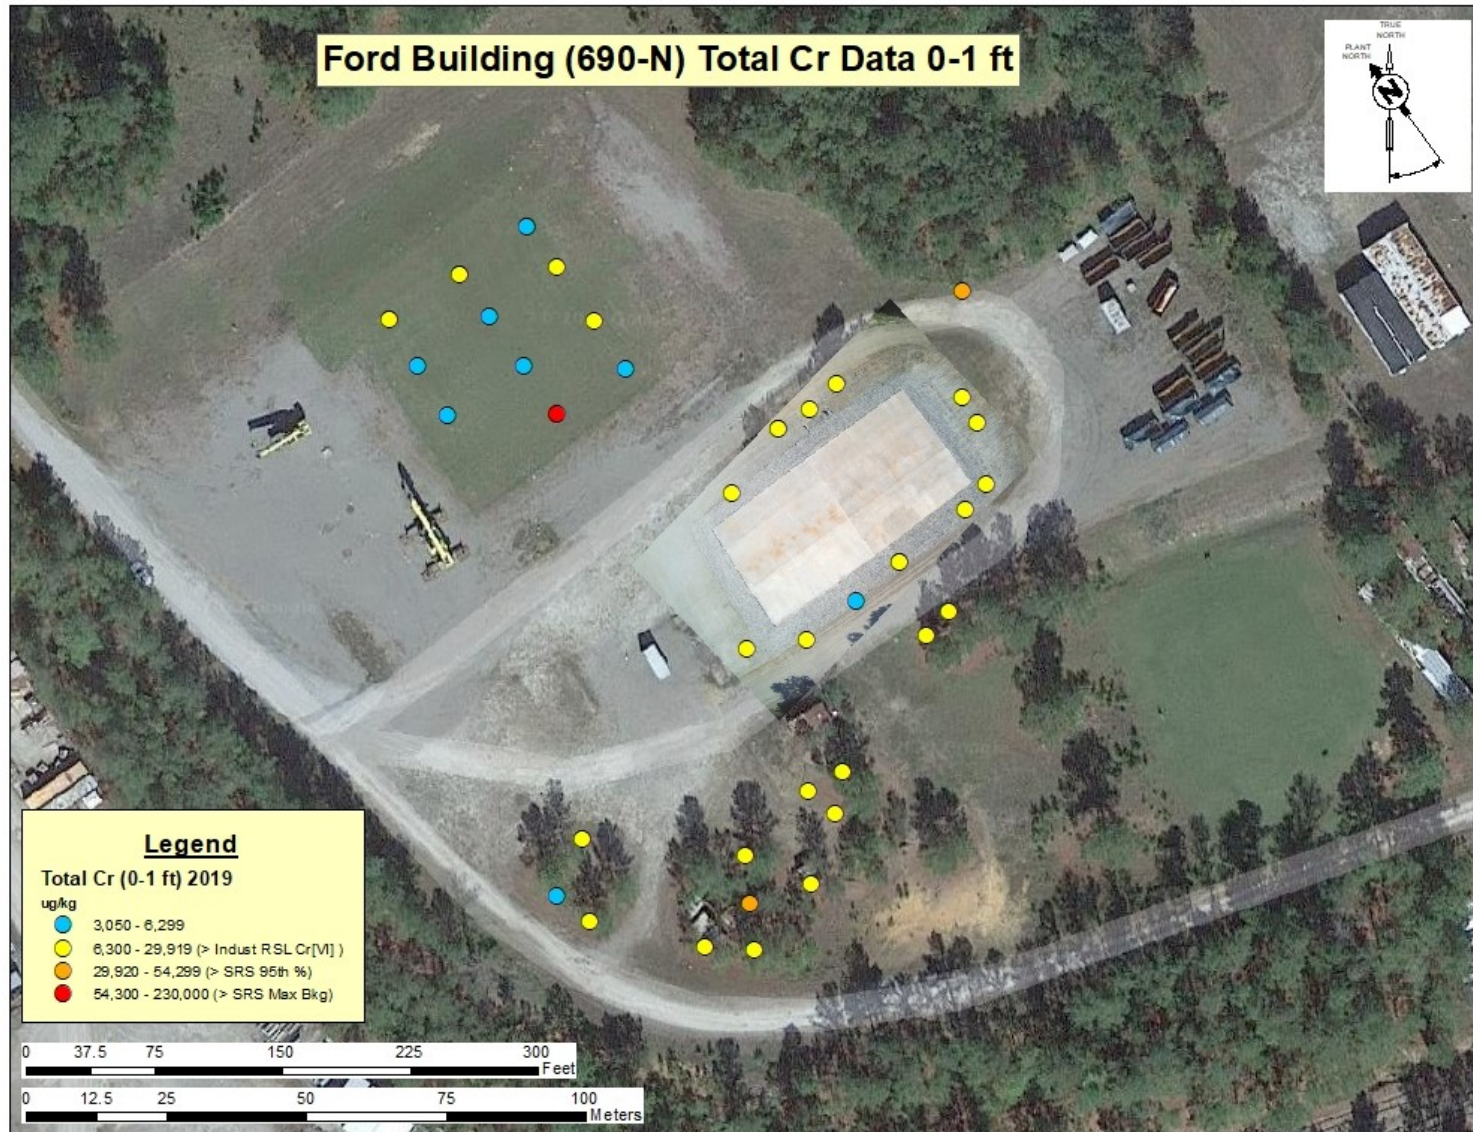 Ford Building (690-N) Total Cr Data 0-1 ft
TRUE
NORTH
PLANT
NORTH
N
Legend
Total Cr (0-1 ft) 2019
ug/kg
3,050 - 6,299
6,300 - 29,919 (> Indust RSL Cr[VI] )
29,920 - 54,299 (> SRS 95th %)
54,300 - 230,000 (> SRS Max Bkg)
0 37.5 75 150 225 300
Feet
0 12.5 25 50 75 100
Meters